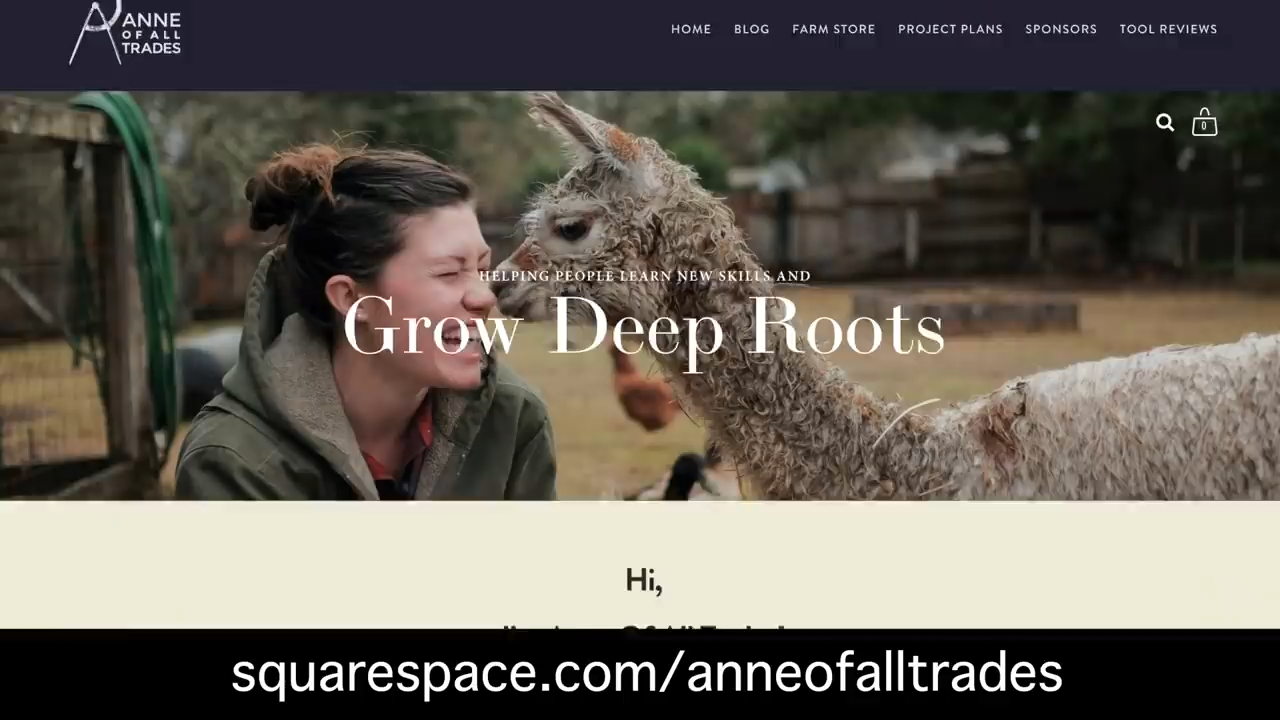 ANNE
OF ALL
TRADES
HOME BLOG FARM STORE PROJECT PLANS SPONSORS TOOL REVIEWS
0
HELPING PEOPLE LEARN NEW SKILLS AND
Grow Deep Roots
Hi,
squarespace.com/anneofalltrades